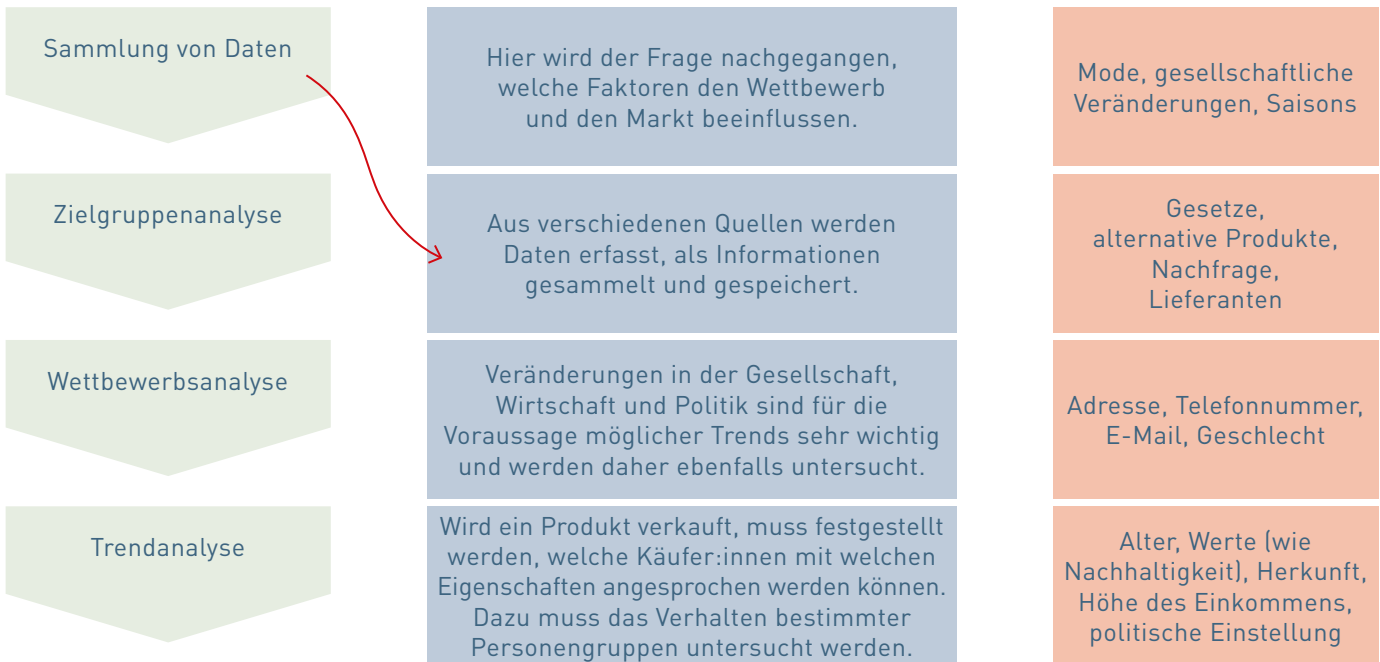 Sammlung von Daten
Hier wird der Frage nachgegangen,
welche Faktoren den Wettbewerb
und den Markt beeinflussen.
Mode, gesellschaftliche
Veränderungen, Saisons
Zielgruppenanalyse
Aus verschiedenen Quellen werden
Daten erfasst, als Informationen
gesammelt und gespeichert.
Gesetze,
alternative Produkte,
Nachfrage,
Lieferanten
Wettbewerbsanalyse
Veränderungen in der Gesellschaft,
Wirtschaft und Politik sind für die
Voraussage möglicher Trends sehr wichtig
und werden daher ebenfalls untersucht.
Adresse, Telefonnummer,
E-Mail, Geschlecht
Trendanalyse
Wird ein Produkt verkauft, muss festgestellt
werden, welche Käufer:innen mit welchen
Eigenschaften angesprochen werden können.
Dazu muss das Verhalten bestimmter
Personengruppen untersucht werden.
Alter, Werte (wie
Nachhaltigkeit), Herkunft,
Höhe des Einkommens,
politische Einstellung